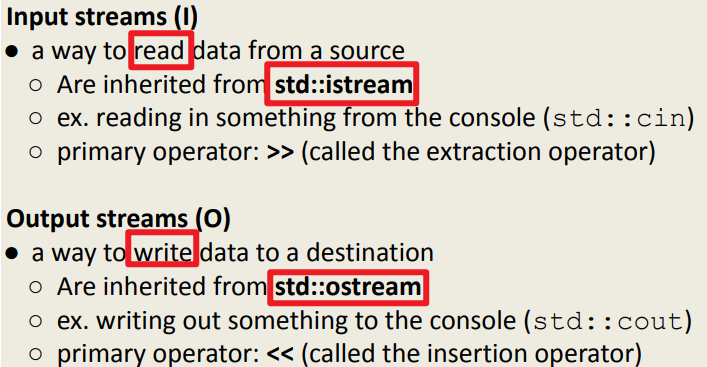 Input streams (I)
● a way to read data from a source
○ Are inherited from std::istream
○ ex. reading in something from the console (std::cin)
○ primary operator: >> (called the extraction operator)
Output streams (O)
● a way to write data to a destination
○ Are inherited from std::ostream
○ ex. writing out something to the console (std::cout)
○ primary operator: << (called the insertion operator)